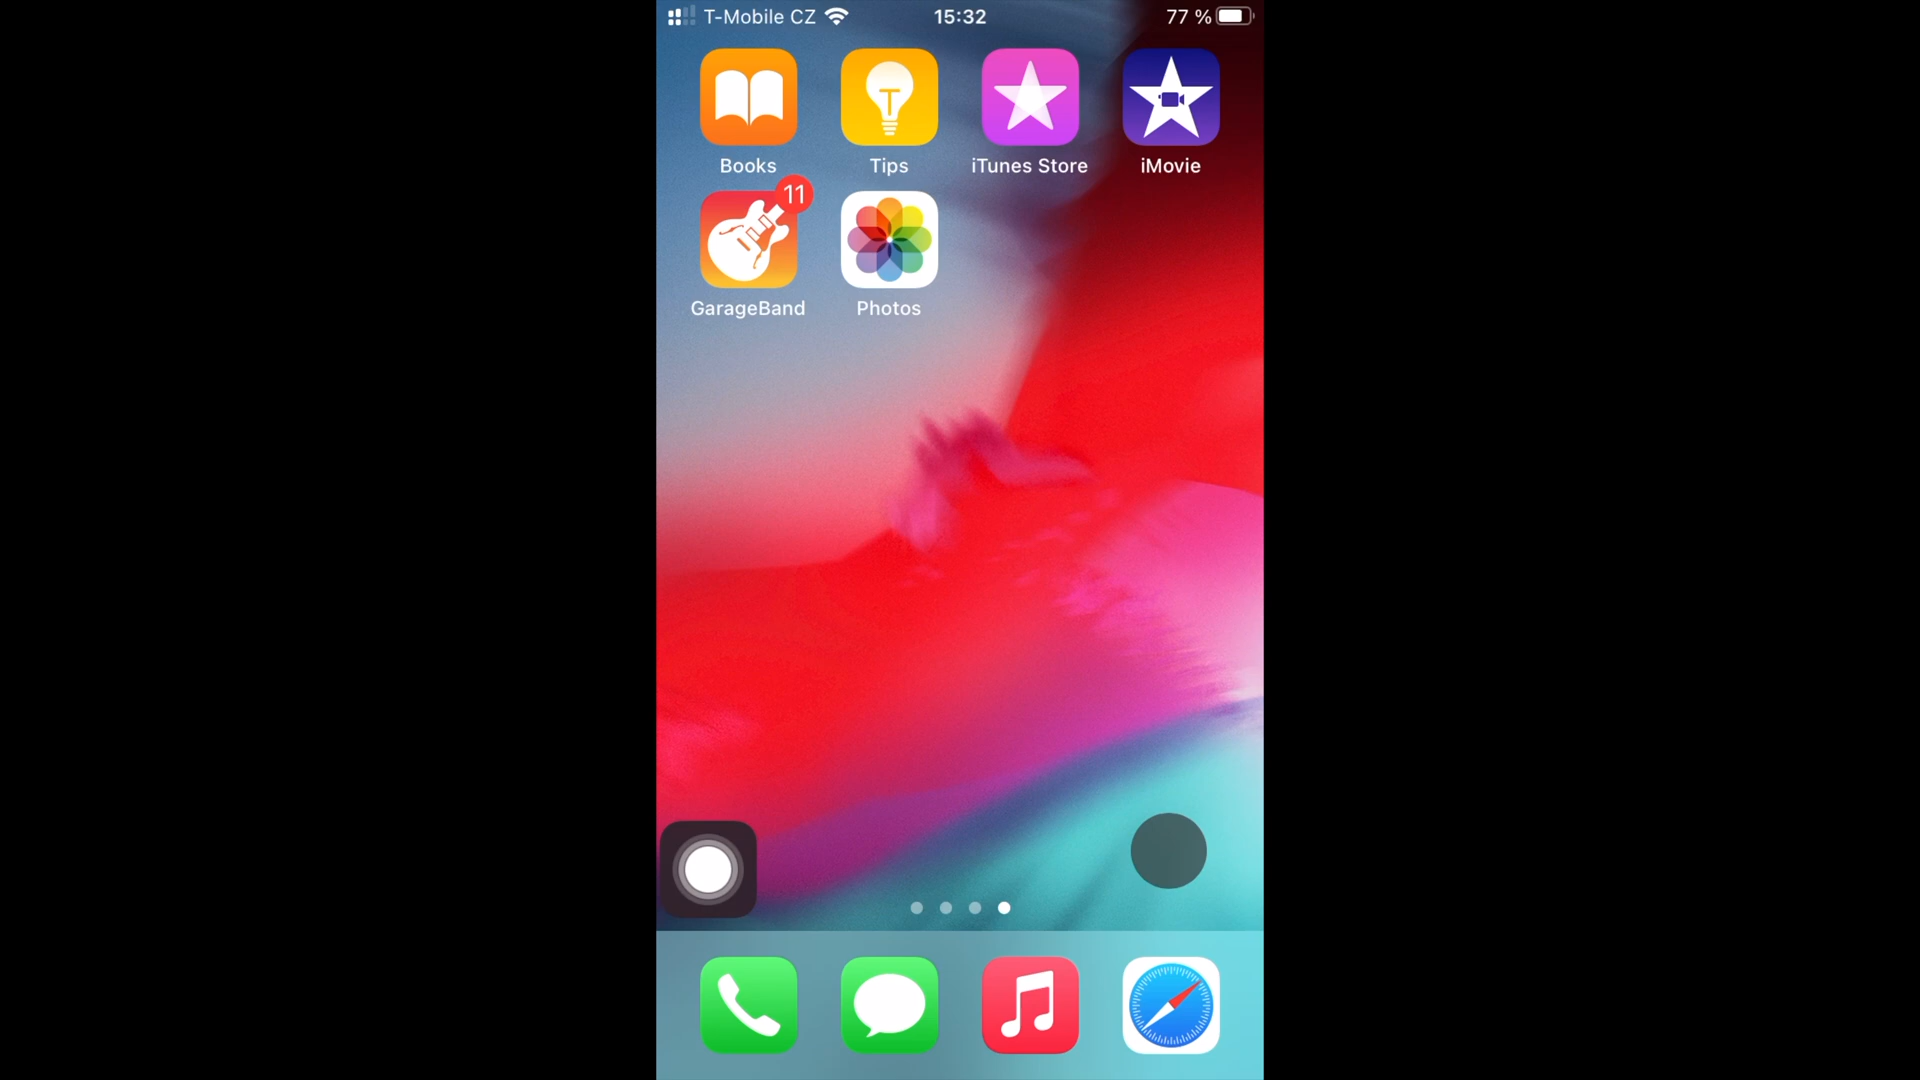 T-Mobile CZ 15:32 77 %
Books Tips iTunes Store iMovie
11
GarageBand Photos